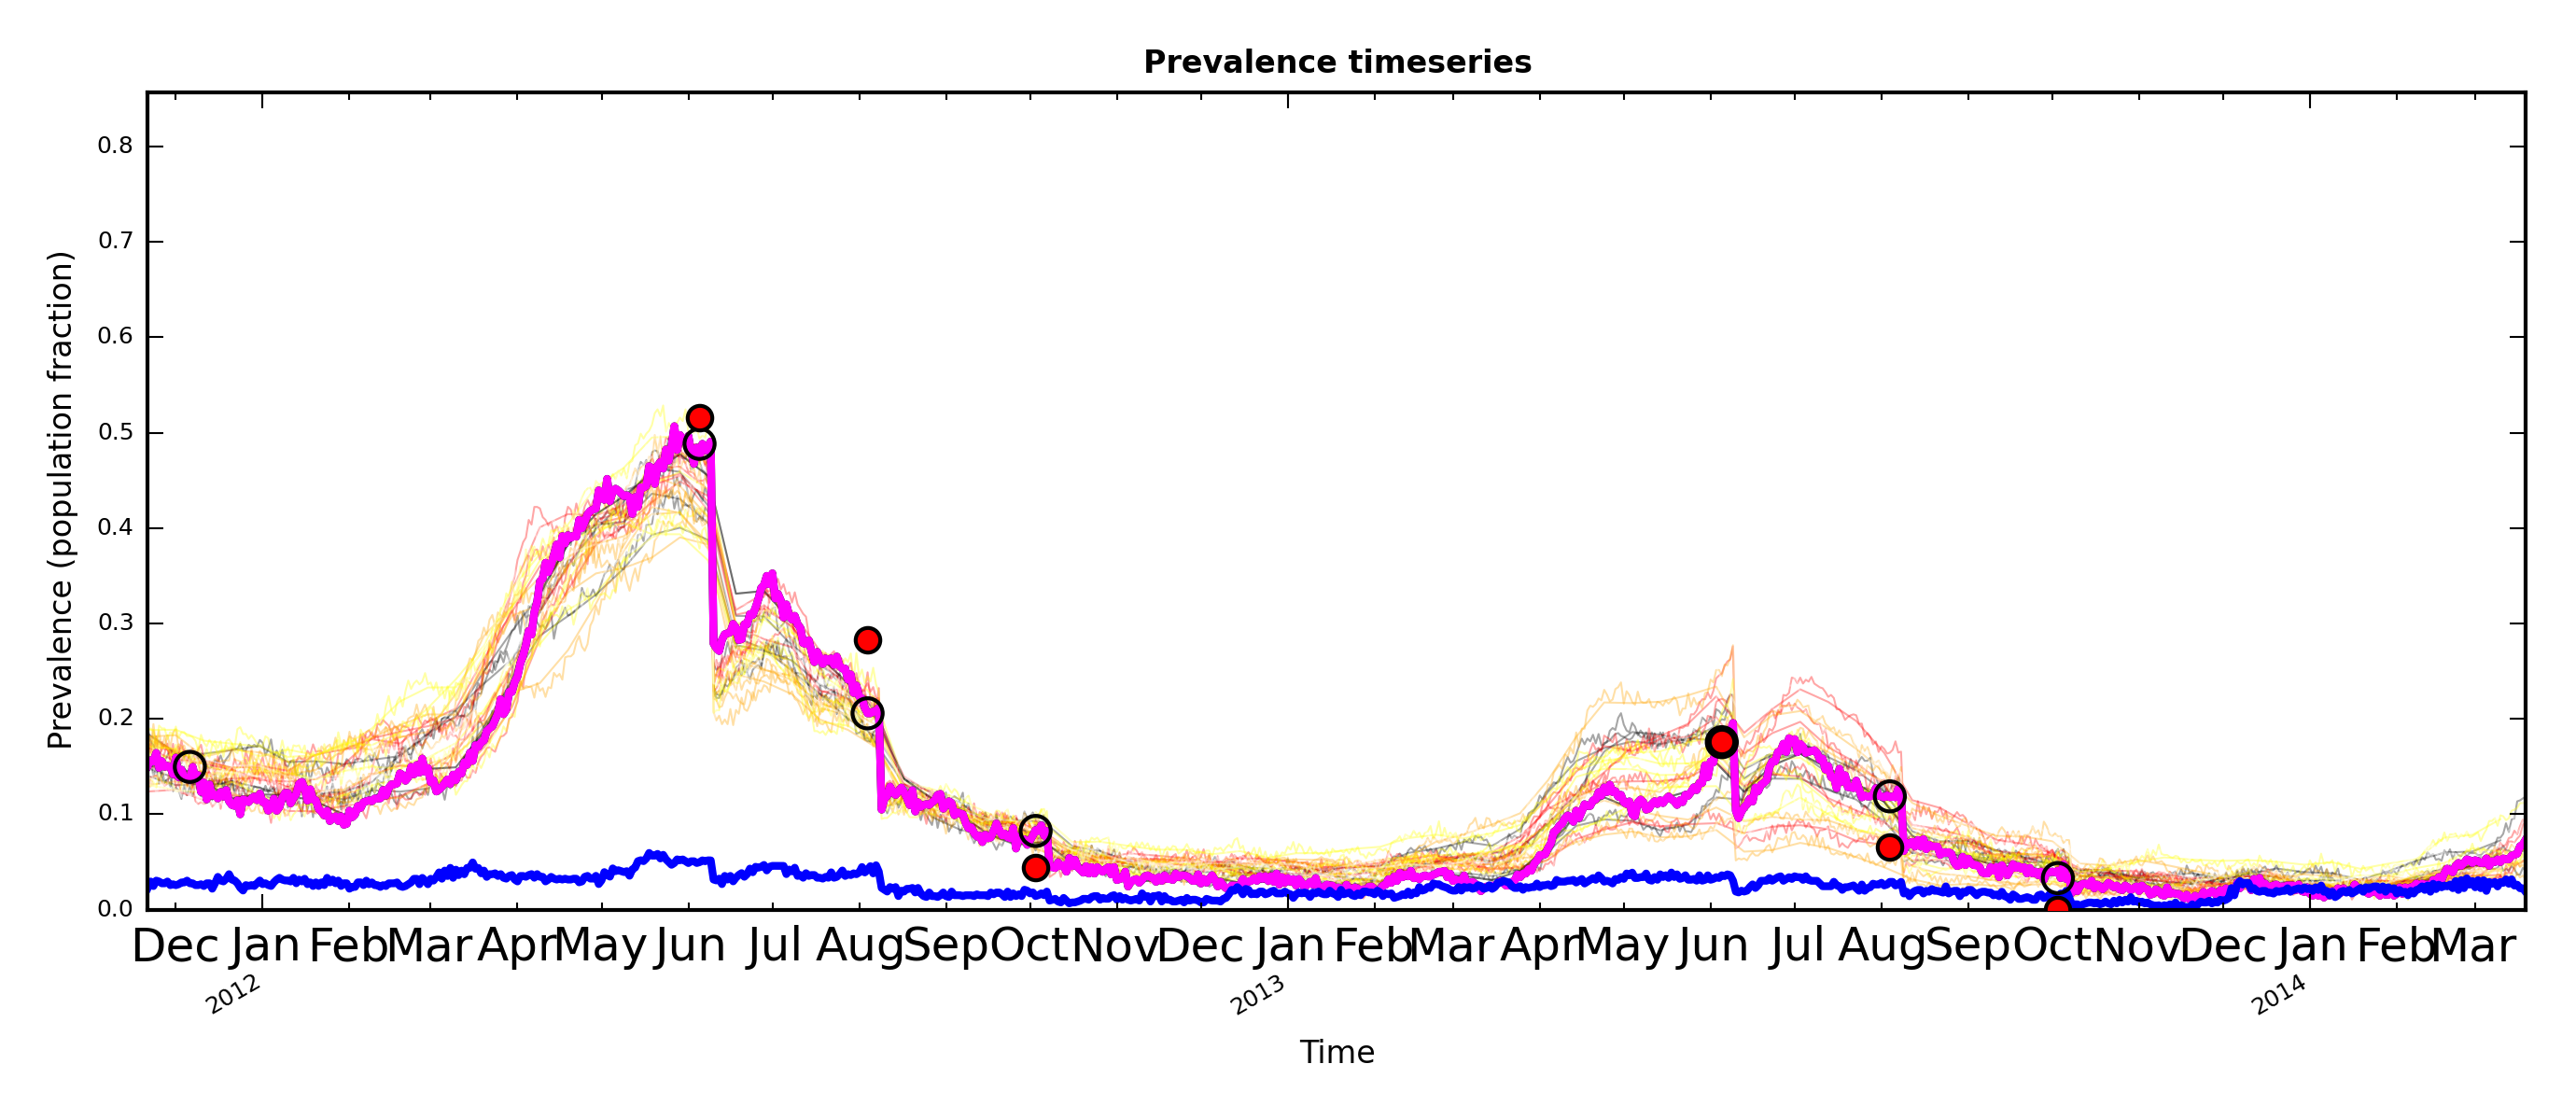 Prevalence timeseries
Prevalence (population fraction)
0.8
0.7
0.6
0.5
0.4
0.3
0.2
0.1
0.0
Dec Jan Feb Mar Apr May Jun Jul Aug Sep Oct Nov Dec Jan Feb Mar Apr May Jun Jul Aug Sep Oct Nov Dec Jan Feb Mar
2012 2013 2014
Time